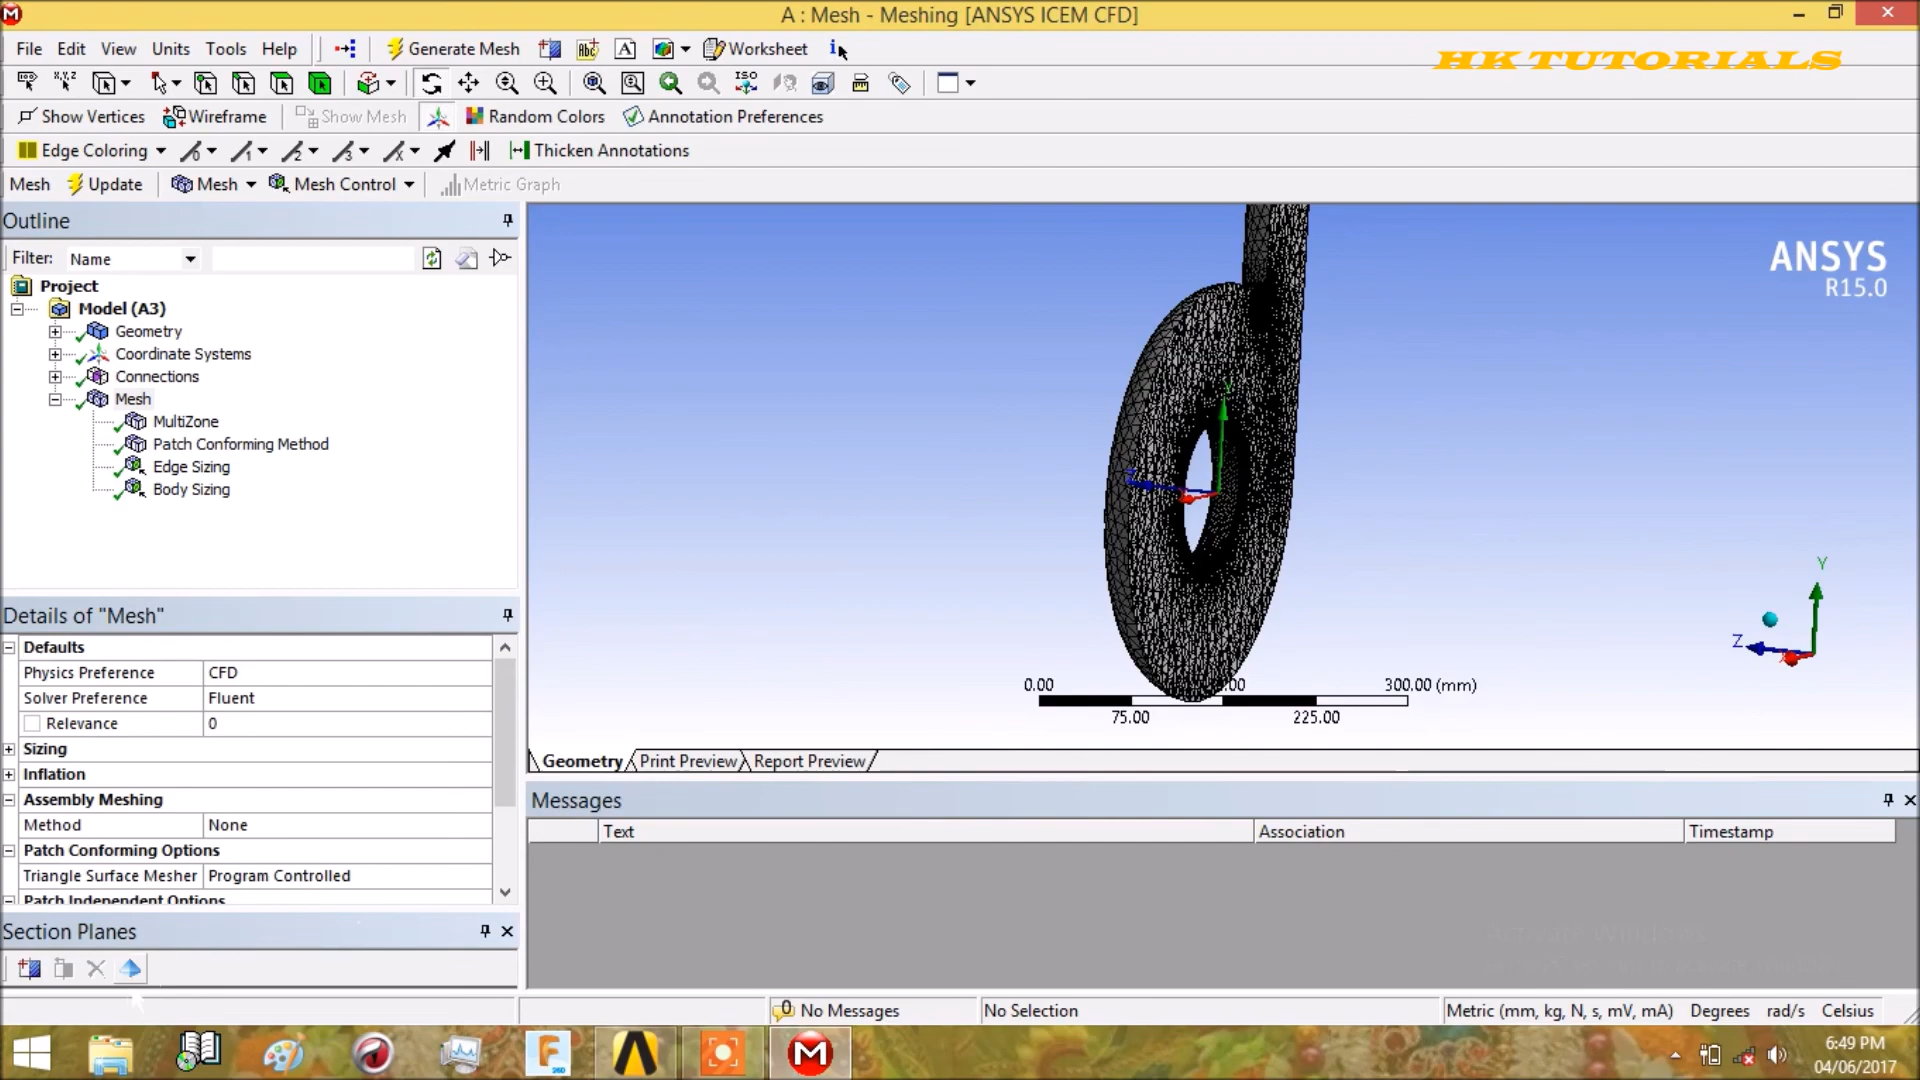 A : Mesh - Meshing [ANSYS ICEM CFD]
File Edit View Units Tools Help Generate Mesh Worksheet
HK TUTORIALS
Show Vertices Wireframe Show Mesh Random Colors Annotation Preferences
Edge Coloring Thicken Annotations
Mesh Update Mesh Mesh Control Metric Graph
Outline
Filter: Name
Project
Model (A3)
Geometry
Coordinate Systems
Connections
Mesh
MultiZone
Patch Conforming Method
Edge Sizing
Body Sizing
Details of "Mesh"
Defaults
Physics Preference CFD
Solver Preference Fluent
Relevance 0
Sizing
Inflation
Assembly Meshing
Method None
Patch Conforming Options
Triangle Surface Mesher Program Controlled
Patch Independent Options
Section Planes
ANSYS
R15.0
Y
Z
0.00 300.00 (mm)
75.00 225.00
Geometry Print Preview Report Preview
Messages
Text Association Timestamp
No Messages No Selection Metric (mm, kg, N, s, mV, mA) Degrees rad/s Celsius
6:49 PM
04/06/2017